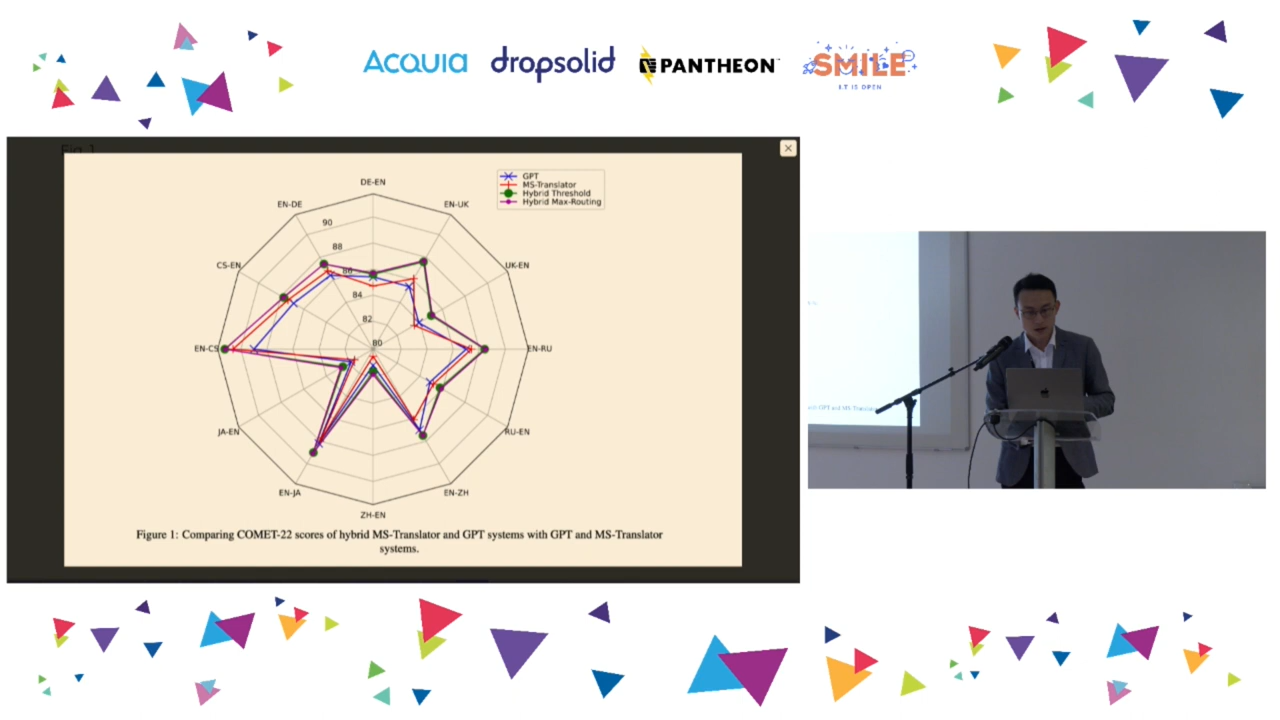 ACQUIA dropsolid PANTHEON SMILE
I.T IS OPEN
Fig 1
GPT
MS-Translator
Hybrid Threshold
Hybrid Max-Routing
DE-EN
EN-DE
EN-UK
CS-EN
UK-EN
EN-CS
EN-RU
JA-EN
RU-EN
EN-JA
EN-ZH
ZH-EN
90
88
86
84
82
80
Figure 1: Comparing COMET-22 scores of hybrid MS-Translator and GPT systems with GPT and MS-Translator
systems.